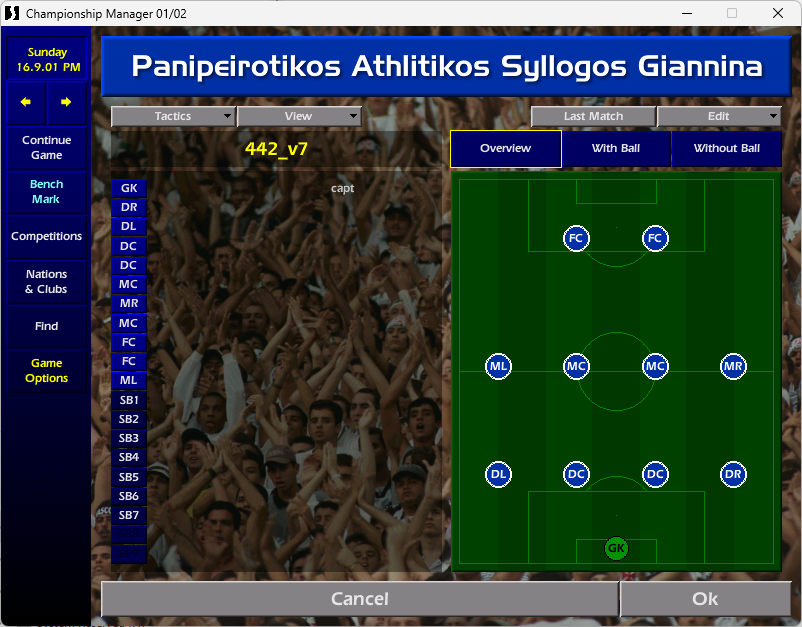 Championship Manager 01/02
Sunday
16.9.01 PM
Panipeirotikos Athlitikos Syllogos Giannina
Continue
Game
Bench
Mark
Competitions
Nations
& Clubs
Find
Game
Options
Tactics
View
Last Match
Edit
442_v7
Overview
With Ball
Without Ball
GK
capt
DR
DL
DC
DC
MC
MR
MC
FC
FC
ML
SB1
SB2
SB3
SB4
SB5
SB6
SB7
FC FC
ML MC MC MR
DL DC DC DR
GK
Cancel
Ok